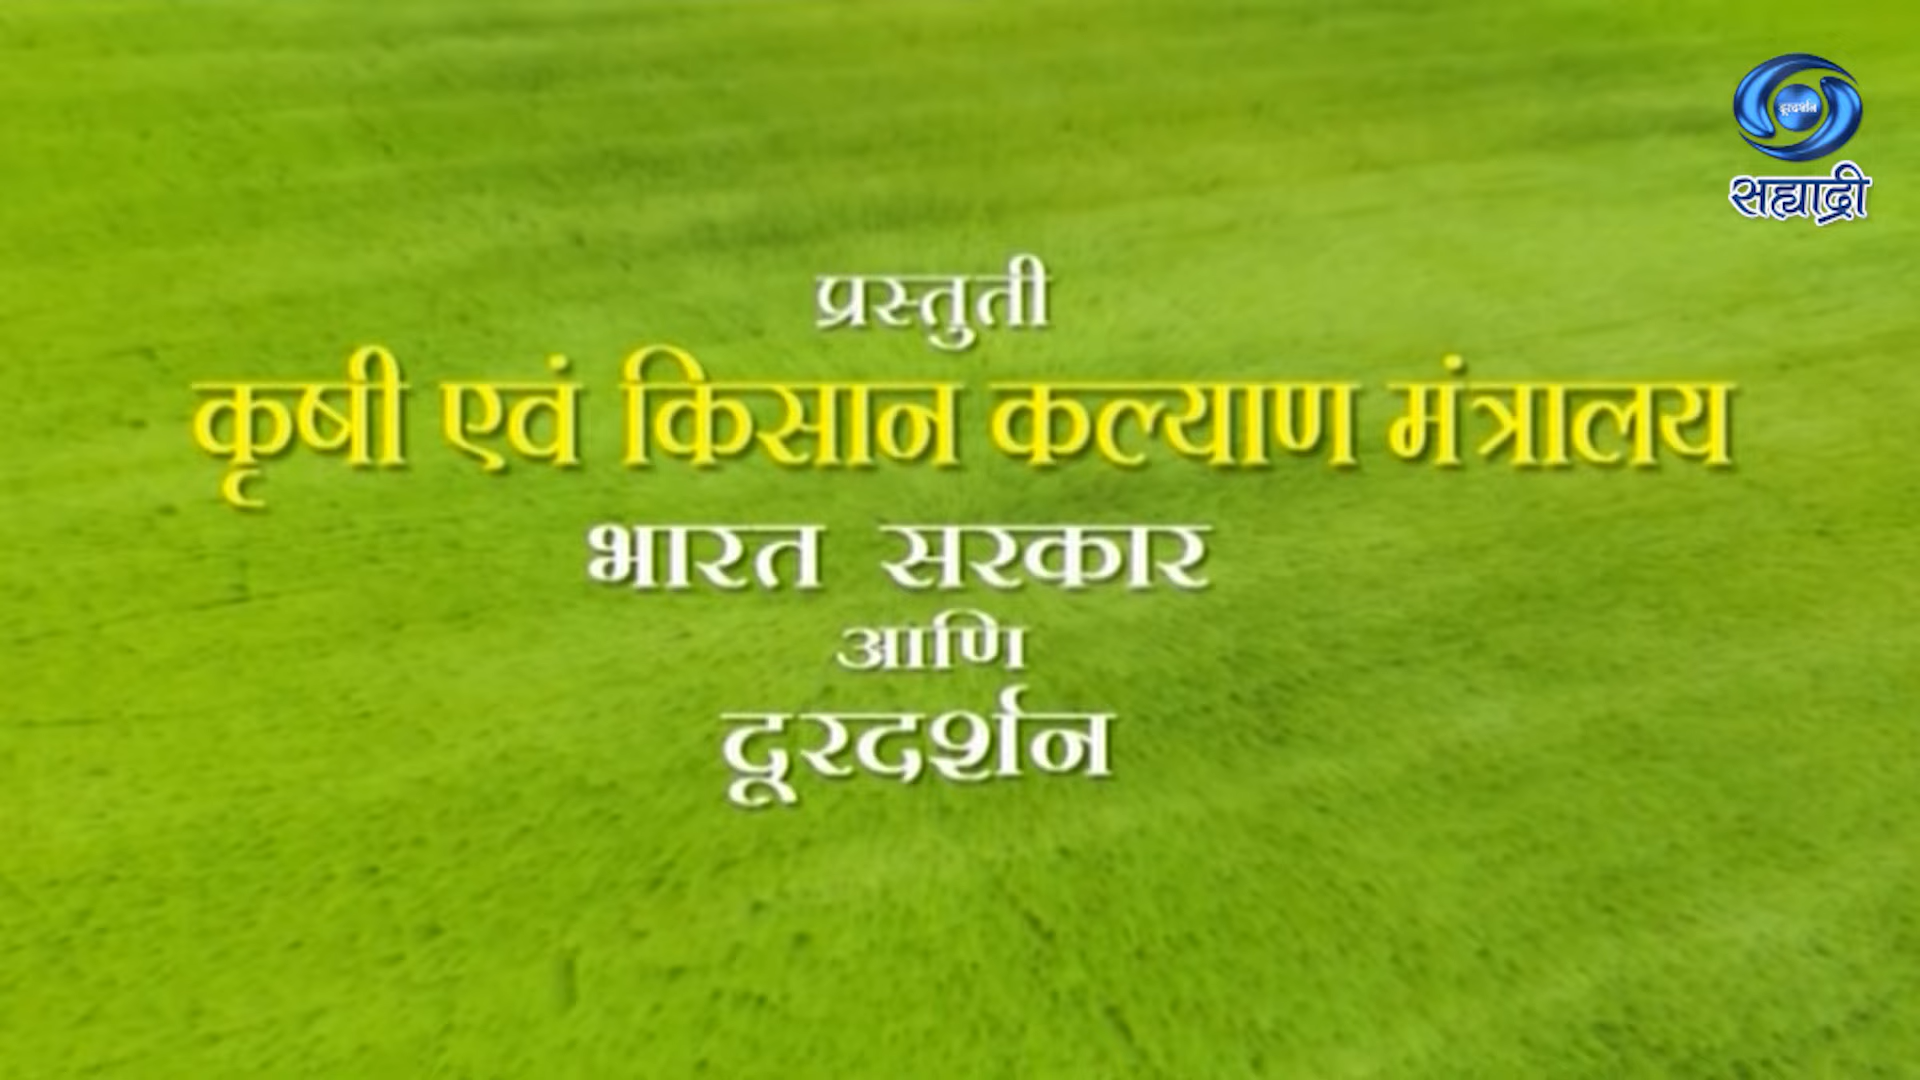 दूरदर्शन
सह्याद्री
प्रस्तुती
कृषी एवं किसान कल्याण मंत्रालय
भारत सरकार
आणि
दूरदर्शन